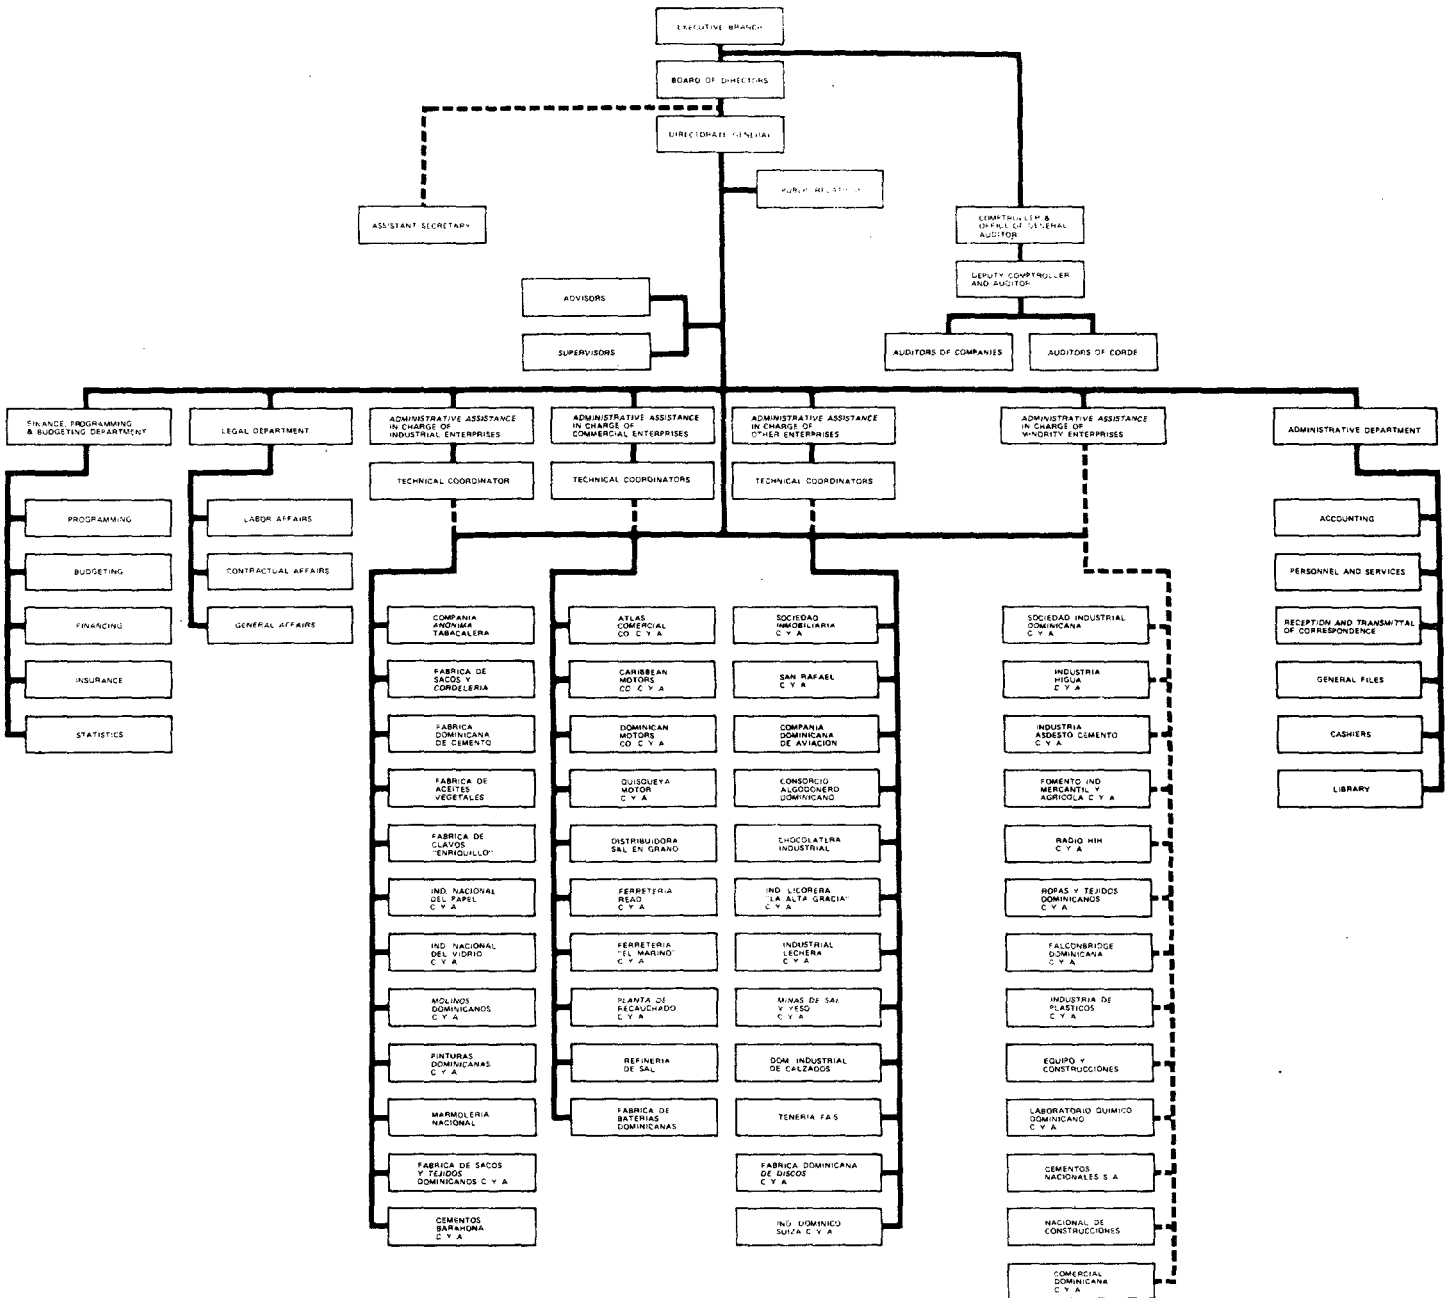 EXECUTIVE BRANCH
BOARD OF DIRECTORS
DIRECTORATE GENERAL
PUBLIC RELATIONS
ASSISTANT SECRETARY
COMPTROLLER &
OFFICE OF GENERAL
AUDITOR
DEPUTY COMPTROLLER
AND AUDITOR
ADVISORS
SUPERVISORS
AUDITORS OF COMPANIES
AUDITORS OF CORDE
FINANCE, PROGRAMMING
& BUDGETING DEPARTMENT
LEGAL DEPARTMENT
ADMINISTRATIVE ASSISTANCE
IN CHARGE OF
INDUSTRIAL ENTERPRISES
ADMINISTRATIVE ASSISTANCE
IN CHARGE OF
COMMERCIAL ENTERPRISES
ADMINISTRATIVE ASSISTANCE
IN CHARGE OF
OTHER ENTERPRISES
ADMINISTRATIVE ASSISTANCE
IN CHARGE OF
MINORITY ENTERPRISES
ADMINISTRATIVE DEPARTMENT
TECHNICAL COORDINATOR
TECHNICAL COORDINATORS
TECHNICAL COORDINATORS
PROGRAMMING
BUDGETING
FINANCING
INSURANCE
STATISTICS
LABOR AFFAIRS
CONTRACTUAL AFFAIRS
GENERAL AFFAIRS
COMPANIA
ANONIMA
TABACALERA
FABRICA DE
SACOS Y
CORDELERIA
FABRICA
DOMINICANA
DE CEMENTO
FABRICA DE
ACEITES
VEGETALES
FABRICA DE
CLAVOS
"ENRIQUILLO"
IND. NACIONAL
DEL PAPEL
C Y A
IND NACIONAL
DEL VIDRIO
C Y A
MOLINOS
DOMINICANOS
C Y A
PINTURAS
DOMINICANAS
C Y A
MARMOLERIA
NACIONAL
FABRICA DE SACOS
Y TEJIDOS
DOMINICANOS C Y A
CEMENTOS
BARAHONA
C Y A
ATLAS
COMERCIAL
CO C Y A
CARIBBEAN
MOTORS
CO C Y A
DOMINICAN
MOTORS
CO C Y A
QUISQUEYA
MOTOR
C Y A
DISTRIBUIDORA
SAL EN GRANO
FERRETERIA
READ
C Y A
FERRETERIA
"EL MARINO"
C Y A
PLANTA DE
RECAUCHADO
C Y A
REFINERIA
DE SAL
FABRICA DE
BATERIAS
DOMINICANAS
SOCIEDAD
INMOBILIARIA
C Y A
SAN RAFAEL
C Y A
COMPANIA
DOMINICANA
DE AVIACION
CONSORCIO
ALGODONERO
DOMINICANO
CHOCOLATERA
INDUSTRIAL
IND LICORERA
"LA ALTA GRACIA"
C Y A
INDUSTRIAL
LECHERA
C Y A
MINAS DE SAL
Y YESO
C Y A
DOM INDUSTRIAL
DE CALZADOS
TENERIA FA-5
FABRICA DOMINICANA
DE DISCOS
C Y A
IND DOMINICO
SUIZA C Y A
SOCIEDAD INDUSTRIAL
DOMINICANA
C Y A
INDUSTRIA
HIGUA
C Y A
INDUSTRIA
ASDESTO CEMENTO
C Y A
FOMENTO IND
MERCANTIL Y
AGRICOLA C Y A
RADIO HIH
C Y A
ROPAS Y TEJIDOS
DOMINICANOS
C Y A
FALCONBRIDGE
DOMINICANA
C Y A
INDUSTRIA DE
PLASTICOS
C Y A
EQUIPO Y
CONSTRUCCIONES
LABORATORIO QUIMICO
DOMINICANO
C Y A
CEMENTOS
NACIONALES S A
NACIONAL DE
CONSTRUCCIONES
COMERCIAL
DOMINICANA
C Y A
ACCOUNTING
PERSONNEL AND SERVICES
RECEPTION AND TRANSMITTAL
OF CORRESPONDENCE
GENERAL FILES
CASHIERS
LIBRARY